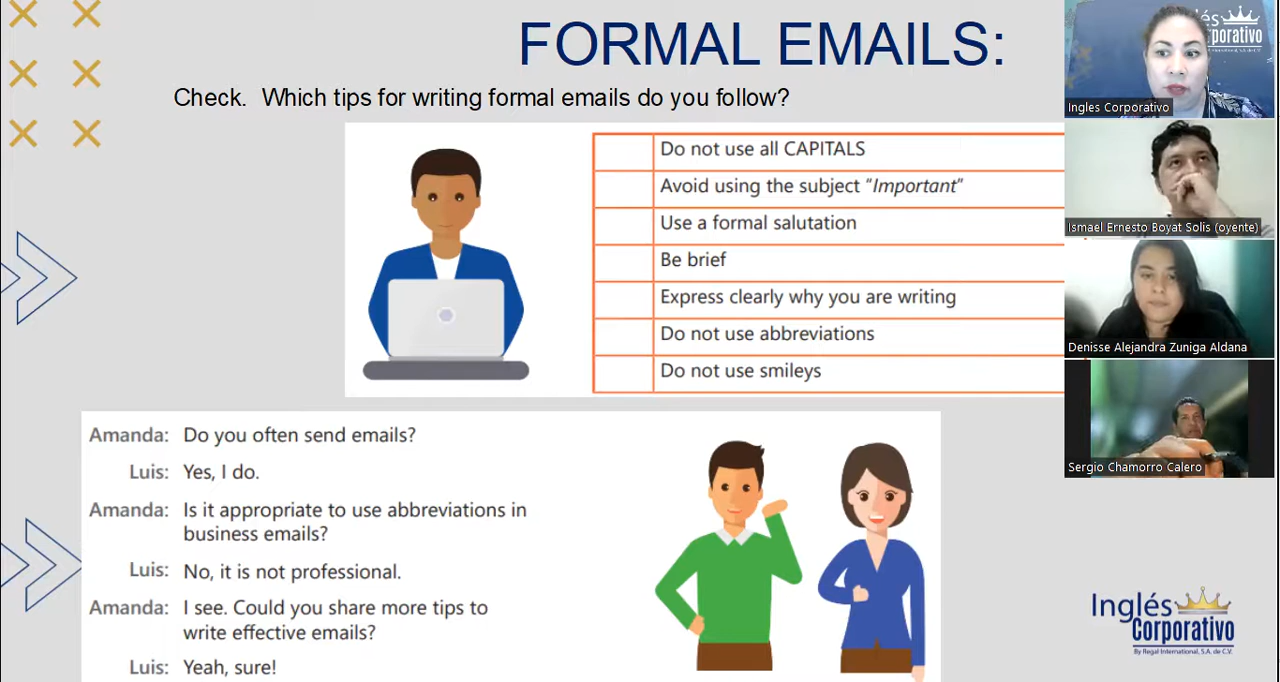 FORMAL EMAILS:
Check. Which tips for writing formal emails do you follow?
Do not use all CAPITALS
Avoid using the subject “Important”
Use a formal salutation
Be brief
Express clearly why you are writing
Do not use abbreviations
Do not use smileys
Amanda: Do you often send emails?
Luis: Yes, I do.
Amanda: Is it appropriate to use abbreviations in
business emails?
Luis: No, it is not professional.
Amanda: I see. Could you share more tips to
write effective emails?
Luis: Yeah, sure!
Ingles Corporativo
Ismael Ernesto Boyat Solis (oyente)
Denisse Alejandra Zuniga Aldana
Sergio Chamorro Calero
Inglés
Corporativo
By Regal International, S.A. de C.V.